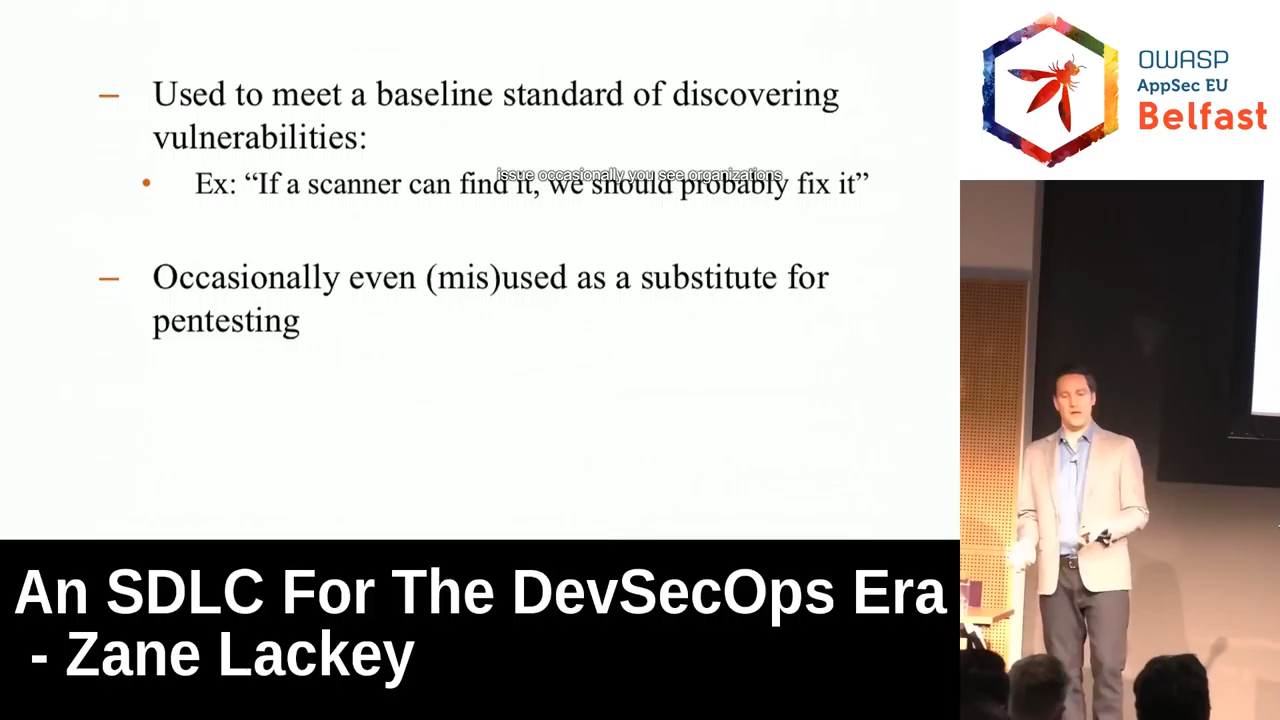 – Used to meet a baseline standard of discovering
vulnerabilities:
• Ex: “If a scanner can find it, we should probably fix it”
issue occasionally you see organizations
– Occasionally even (mis)used as a substitute for
pentesting
OWASP
AppSec EU
Belfast
An SDLC For The DevSecOps Era
- Zane Lackey